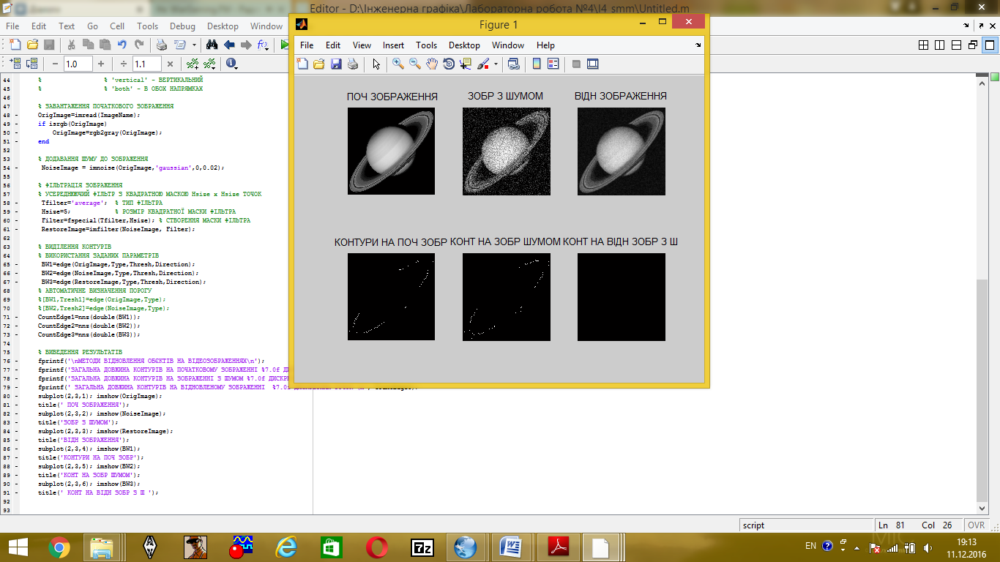 Editor - D:\Інженерна графіка\Лабораторна робота №4\l4_smm\Untitled.m
File Edit Text Go Cell Tools Debug Desktop Window
1.0
1.1
Figure 1
File Edit View Insert Tools Desktop Window Help
ПОЧ ЗОБРАЖЕННЯ
ЗОБР З ШУМОМ
ВІДН ЗОБРАЖЕННЯ
КОНТУРИ НА ПОЧ ЗОБР
КОНТ НА ЗОБР ШУМОМ
КОНТ НА ВІДН ЗОБР З Ш
44 % % 'vertical' - ВЕРТИКАЛЬНИЙ
45 % % 'both' - В ОБОХ НАПРЯМКАХ
46
47 % ЗАВАНТАЖЕННЯ ПОЧАТКОВОГО ЗОБРАЖЕННЯ
48 - OrigImage=imread(ImageName);
49 - if isrgb(OrigImage)
50 - OrigImage=rgb2gray(OrigImage);
51 - end
52
53 % ДОДАВАННЯ ШУМУ ДО ЗОБРАЖЕННЯ
54 - NoiseImage = imnoise(OrigImage,'gaussian',0,0.02);
55
56 % ФІЛЬТРАЦІЯ ЗОБРАЖЕННЯ
57 % УСЕРЕДНЮЮЧИЙ ФІЛЬТР З КВАДРАТНОЮ МАСКОЮ Hsize x Hsize ТОЧОК
58 - Tfilter='average'; % ТИП ФІЛЬТРА
59 - Hsize=5; % РОЗМІР КВАДРАТНОЇ МАСКИ ФІЛЬТРА
60 - Filter=fspecial(Tfilter,Hsize); % СТВОРЕННЯ МАСКИ ФІЛЬТРА
61 - RestoreImage=imfilter(NoiseImage, Filter);
62
63 % ВИДІЛЕННЯ КОНТУРІВ
64 % ВИКОРИСТАННЯ ЗАДАНИХ ПАРАМЕТРІВ
65 - BW1=edge(OrigImage,Type,Thresh,Direction);
66 - BW2=edge(NoiseImage,Type,Thresh,Direction);
67 - BW3=edge(RestoreImage,Type,Thresh,Direction);
68 % АВТОМАТИЧНЕ ВИЗНАЧЕННЯ ПОРОГУ
69 %[BW1,Tresh1]=edge(OrigImage,Type);
70 %[BW2,Tresh2]=edge(NoiseImage,Type);
71 - CountEdge1=nnz(double(BW1));
72 - CountEdge2=nnz(double(BW2));
73 - CountEdge3=nnz(double(BW3));
74
75 % ВИВЕДЕННЯ РЕЗУЛЬТАТІВ
76 - fprintf('\nМЕТОДИ ВІДНОВЛЕННЯ ОБЄКТІВ НА ВІДЕОЗОБРАЖЕННЯХ\n');
77 - fprintf('ЗАГАЛЬНА ДОВЖИНА КОНТУРІВ НА ПОЧАТКОВОМУ ЗОБРАЖЕННІ %7.0f ДИ
78 - fprintf('ЗАГАЛЬНА ДОВЖИНА КОНТУРІВ НА ЗОБРАЖЕННІ З ШУМОМ %7.0f ДИСКР
79 - fprintf(' ЗАГАЛЬНА ДОВЖИНА КОНТУРІВ НА ВІДНОВЛЕНОМУ ЗОБРАЖЕННІ %7.0
80 - subplot(2,3,1); imshow(OrigImage);
81 - title(' ПОЧ ЗОБРАЖЕННЯ');
82 - subplot(2,3,2); imshow(NoiseImage);
83 - title('ЗОБР З ШУМОМ');
84 - subplot(2,3,3); imshow(RestoreImage);
85 - title('ВІДН ЗОБРАЖЕННЯ');
86 - subplot(2,3,4); imshow(BW1);
87 - title('КОНТУРИ НА ПОЧ ЗОБР');
88 - subplot(2,3,5); imshow(BW2);
89 - title('КОНТ НА ЗОБР ШУМОМ');
90 - subplot(2,3,6); imshow(BW3);
91 - title(' КОНТ НА ВІДН ЗОБР З Ш ');
92
93
script Ln 81 Col 26 OVR
7z
EN
19:13
11.12.2016